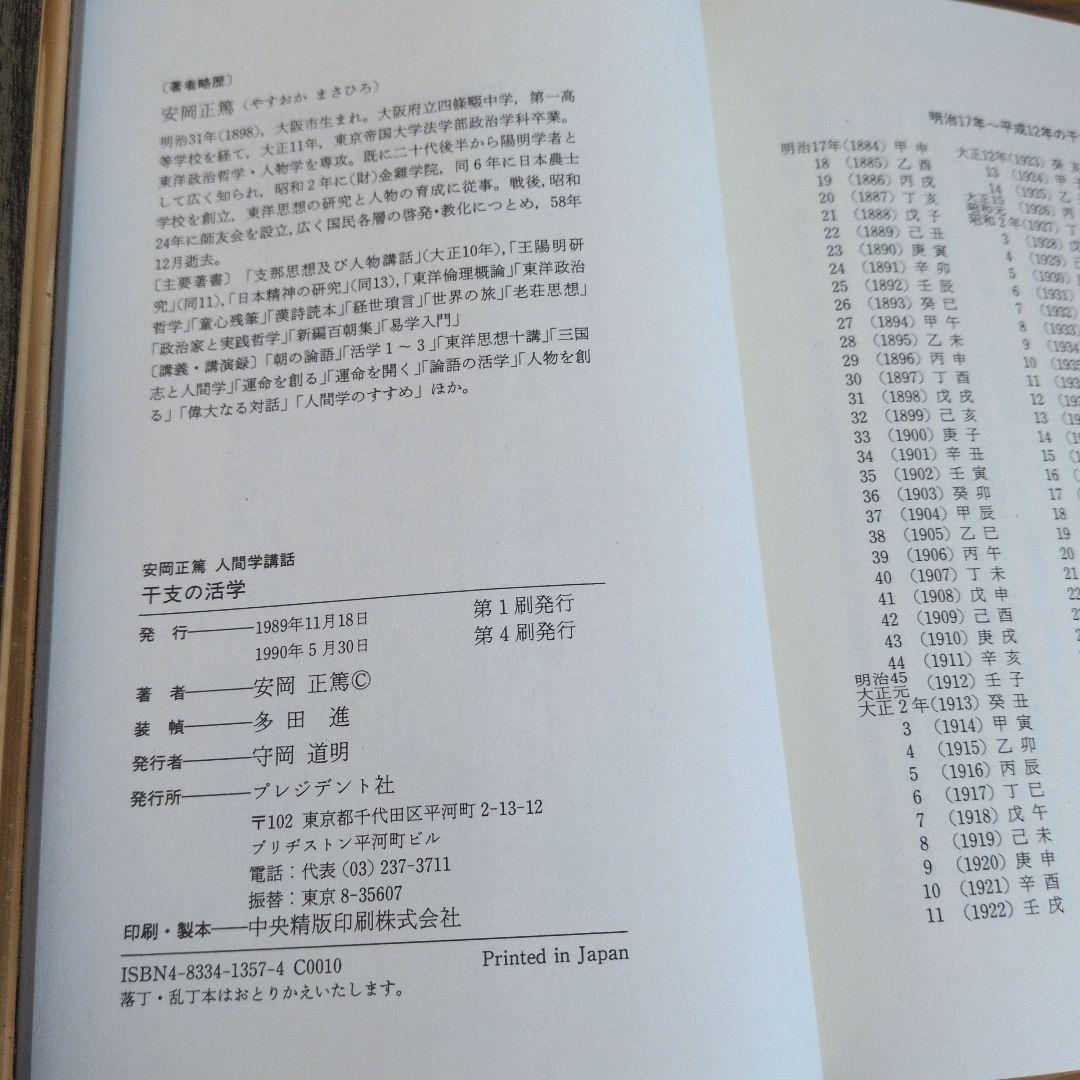 〔著者略歴〕
安岡正篤（やすおか まさひろ）
明治31年(1898)，大阪市生まれ。大阪府立四條畷中学，第一高
等学校を経て，大正11年，東京帝国大学法学部政治学科卒業。
東洋政治哲学・人物学を専攻。既に二十代後半から陽明学者と
して広く知られ，昭和2年に(財)金雞学院，同6年に日本農士
学校を創立，東洋思想の研究と人物の育成に従事。戦後，昭和
24年に師友会を設立，広く国民各層の啓発・教化につとめ，58年
12月逝去。
〔主要著書〕「支那思想及び人物講話」(大正10年)，「王陽明研
究」(同11)，「日本精神の研究」(同13)，「東洋倫理概論」「東洋政治
哲学」「童心残筆」「漢詩読本」「経世瑣言」「世界の旅」「老荘思想」
「政治家と実践哲学」「新編百朝集」「易学入門」
〔講義・講演録〕「朝の論語」「活学1～3」「東洋思想十講」「三国
志と人間学」「運命を創る」「運命を開く」「論語の活学」「人物を創
る」「偉大なる対話」「人間学のすすめ」ほか。
安岡正篤 人間学講話
干支の活学
発 行───1989年11月18日 第1刷発行
1990年5月30日 第4刷発行
著 者───安岡 正篤©
装 幀───多田 進
発行者───守岡 道明
発行所───プレジデント社
〒102 東京都千代田区平河町2-13-12
ブリヂストン平河町ビル
電話：代表(03)237-3711
振替：東京8-35607
印刷・製本──中央精版印刷株式会社
ISBN4-8334-1357-4 C0010 Printed in Japan
落丁・乱丁本はおとりかえいたします。
明治17年～平成12年の干
明治17年(1884)甲申
18 (1885)乙酉
19 (1886)丙戌
20 (1887)丁亥
21 (1888)戊子
22 (1889)己丑
23 (1890)庚寅
24 (1891)辛卯
25 (1892)壬辰
26 (1893)癸巳
27 (1894)甲午
28 (1895)乙未
29 (1896)丙申
30 (1897)丁酉
31 (1898)戊戌
32 (1899)己亥
33 (1900)庚子
34 (1901)辛丑
35 (1902)壬寅
36 (1903)癸卯
37 (1904)甲辰
38 (1905)乙巳
39 (1906)丙午
40 (1907)丁未
41 (1908)戊申
42 (1909)己酉
43 (1910)庚戌
44 (1911)辛亥
明治45
大正元 (1912)壬子
大正2年(1913)癸丑
3 (1914)甲寅
4 (1915)乙卯
5 (1916)丙辰
6 (1917)丁巳
7 (1918)戊午
8 (1919)己未
9 (1920)庚申
10 (1921)辛酉
11 (1922)壬戌
大正12年(1923)癸
13 (1924)甲
14 (1925)乙
大正15
昭和元 (1926)丙
昭和2年(1927)丁
3 (1928)
4 (1929)
5 (1930)
6 (1931)
7 (1932)
8 (1933)
9 (1934
10 (1935
11 (193
12 (193
13 (19
14 (1
15 (1
16
17
18
19
20
21
22